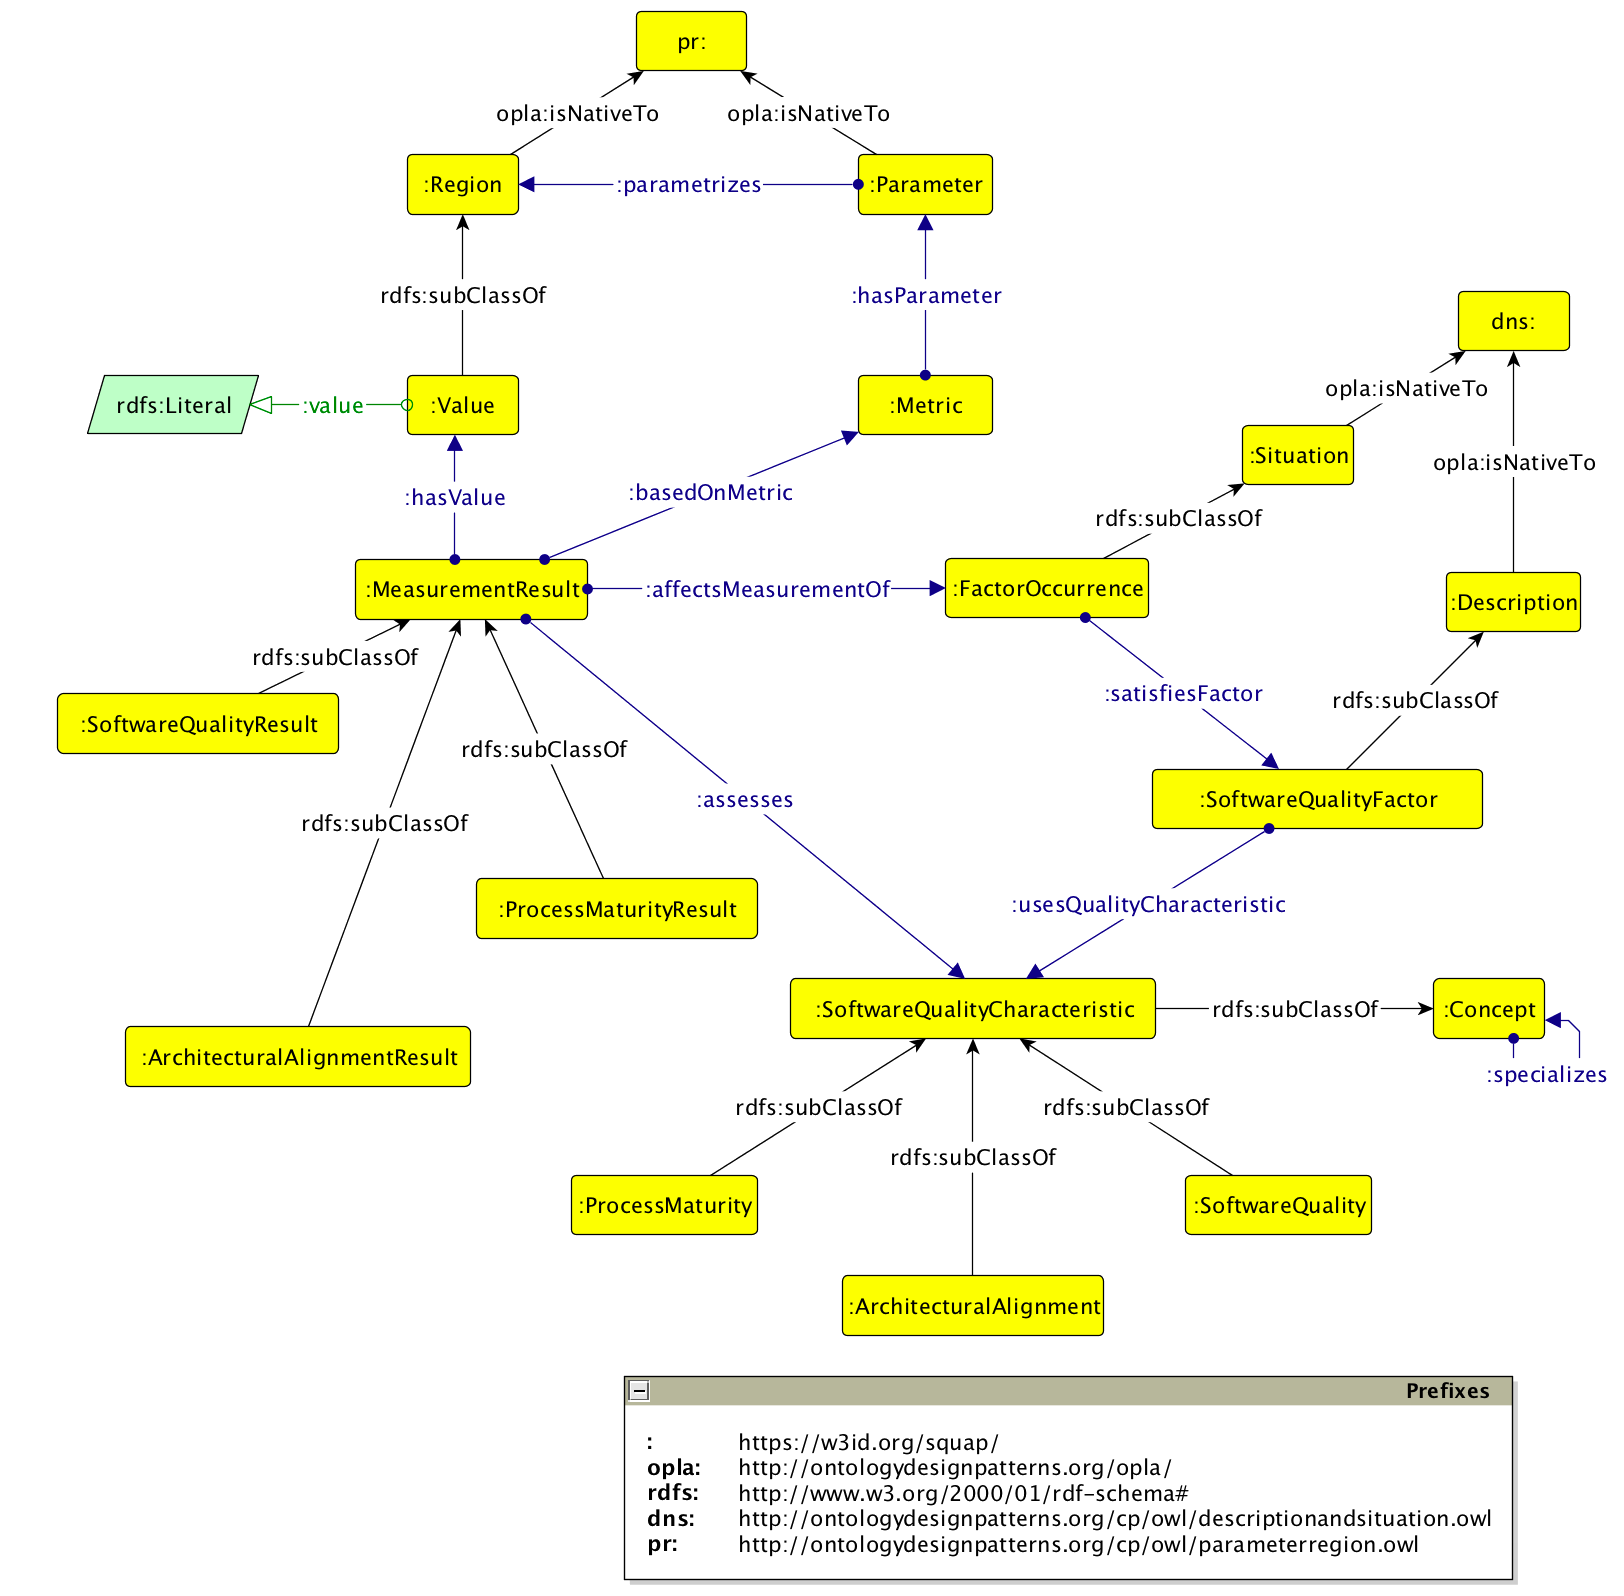 pr:
opla:isNativeTo
opla:isNativeTo
:Region
:parametrizes
:Parameter
rdfs:subClassOf
:hasParameter
dns:
rdfs:Literal
:value
:Value
:Metric
opla:isNativeTo
:Situation
opla:isNativeTo
:hasValue
:basedOnMetric
rdfs:subClassOf
:MeasurementResult
:affectsMeasurementOf
:FactorOccurrence
:Description
rdfs:subClassOf
:satisfiesFactor
rdfs:subClassOf
:SoftwareQualityResult
rdfs:subClassOf
:assesses
:SoftwareQualityFactor
rdfs:subClassOf
:ProcessMaturityResult
:usesQualityCharacteristic
:SoftwareQualityCharacteristic
rdfs:subClassOf
:Concept
:ArchitecturalAlignmentResult
:specializes
rdfs:subClassOf
rdfs:subClassOf
rdfs:subClassOf
:ProcessMaturity
:SoftwareQuality
:ArchitecturalAlignment
Prefixes
: https://w3id.org/squap/
opla: http://ontologydesignpatterns.org/opla/
rdfs: http://www.w3.org/2000/01/rdf-schema#
dns: http://ontologydesignpatterns.org/cp/owl/descriptionandsituation.owl
pr: http://ontologydesignpatterns.org/cp/owl/parameterregion.owl